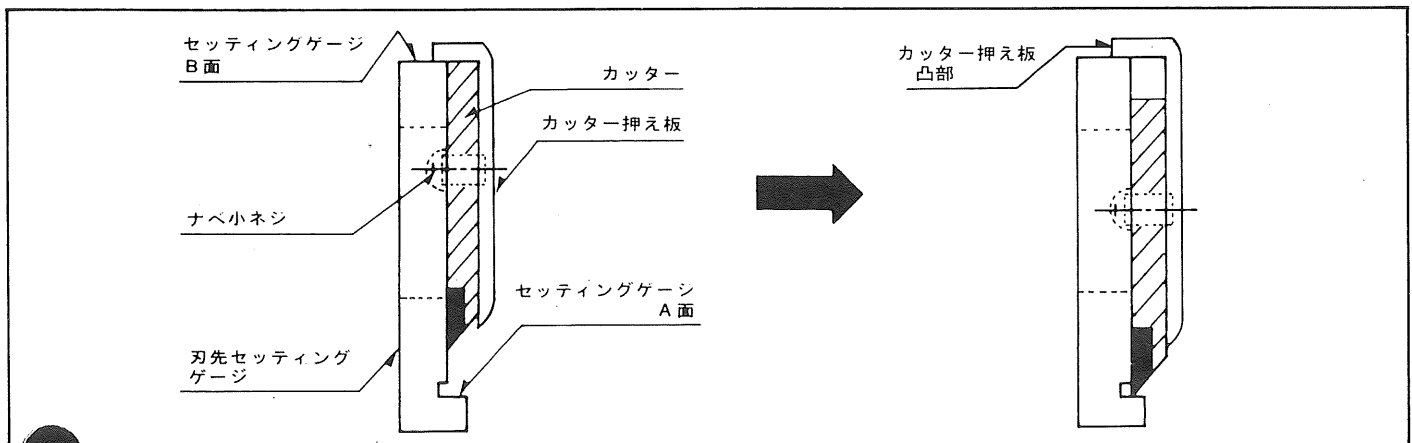 セッティングゲージ
B面
カッター
カッター押え板
ナベ小ネジ
セッティングゲージ
A面
刃先セッティング
ゲージ
カッター押え板
凸部